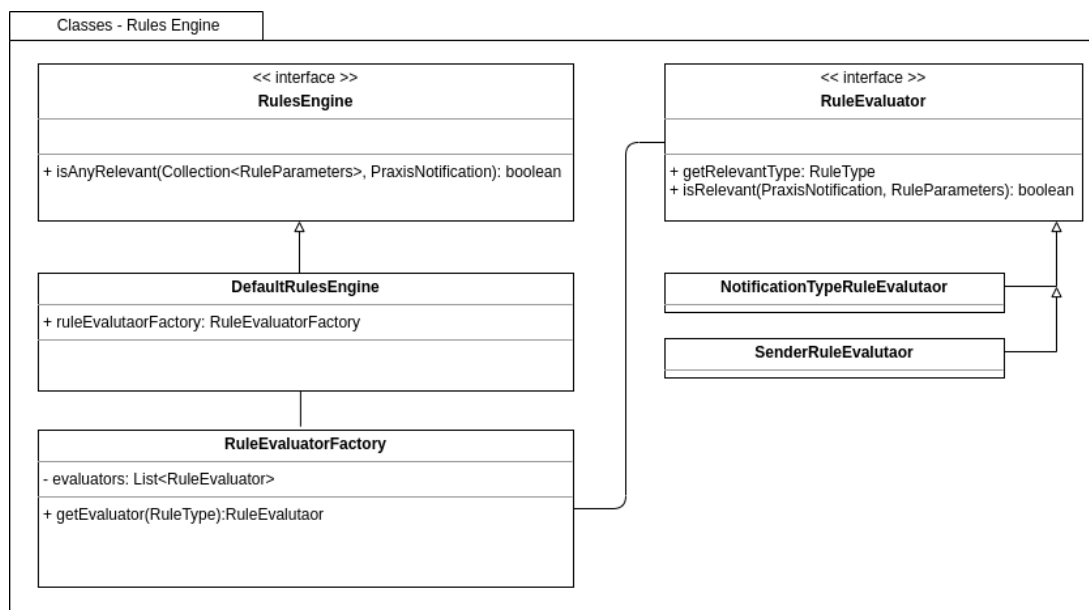 Classes - Rules Engine
<< interface >>
RulesEngine
+ isAnyRelevant(Collection<RuleParameters>, PraxisNotification): boolean
DefaultRulesEngine
+ ruleEvalutaorFactory: RuleEvaluatorFactory
RuleEvaluatorFactory
- evaluators: List<RuleEvaluator>
+ getEvaluator(RuleType):RuleEvalutaor
<< interface >>
RuleEvaluator
+ getRelevantType: RuleType
+ isRelevant(PraxisNotification, RuleParameters): boolean
NotificationTypeRuleEvalutaor
SenderRuleEvalutaor